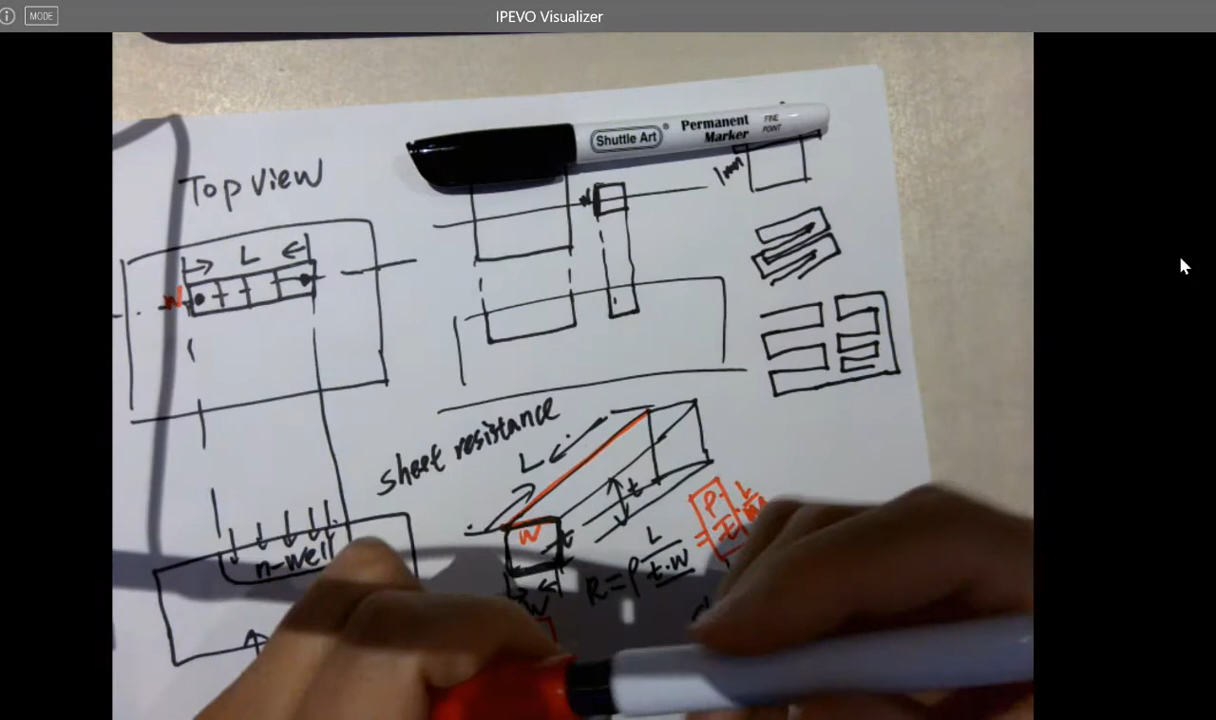 IPEVO Visualizer
MODE
Shuttle Art®
Permanent
Marker
FINE
POINT
1mm
Top View
L
W
W
sheet resistance
L
t
W
t
W
n-well
R=ρ L/t·w
= ρ/t · L